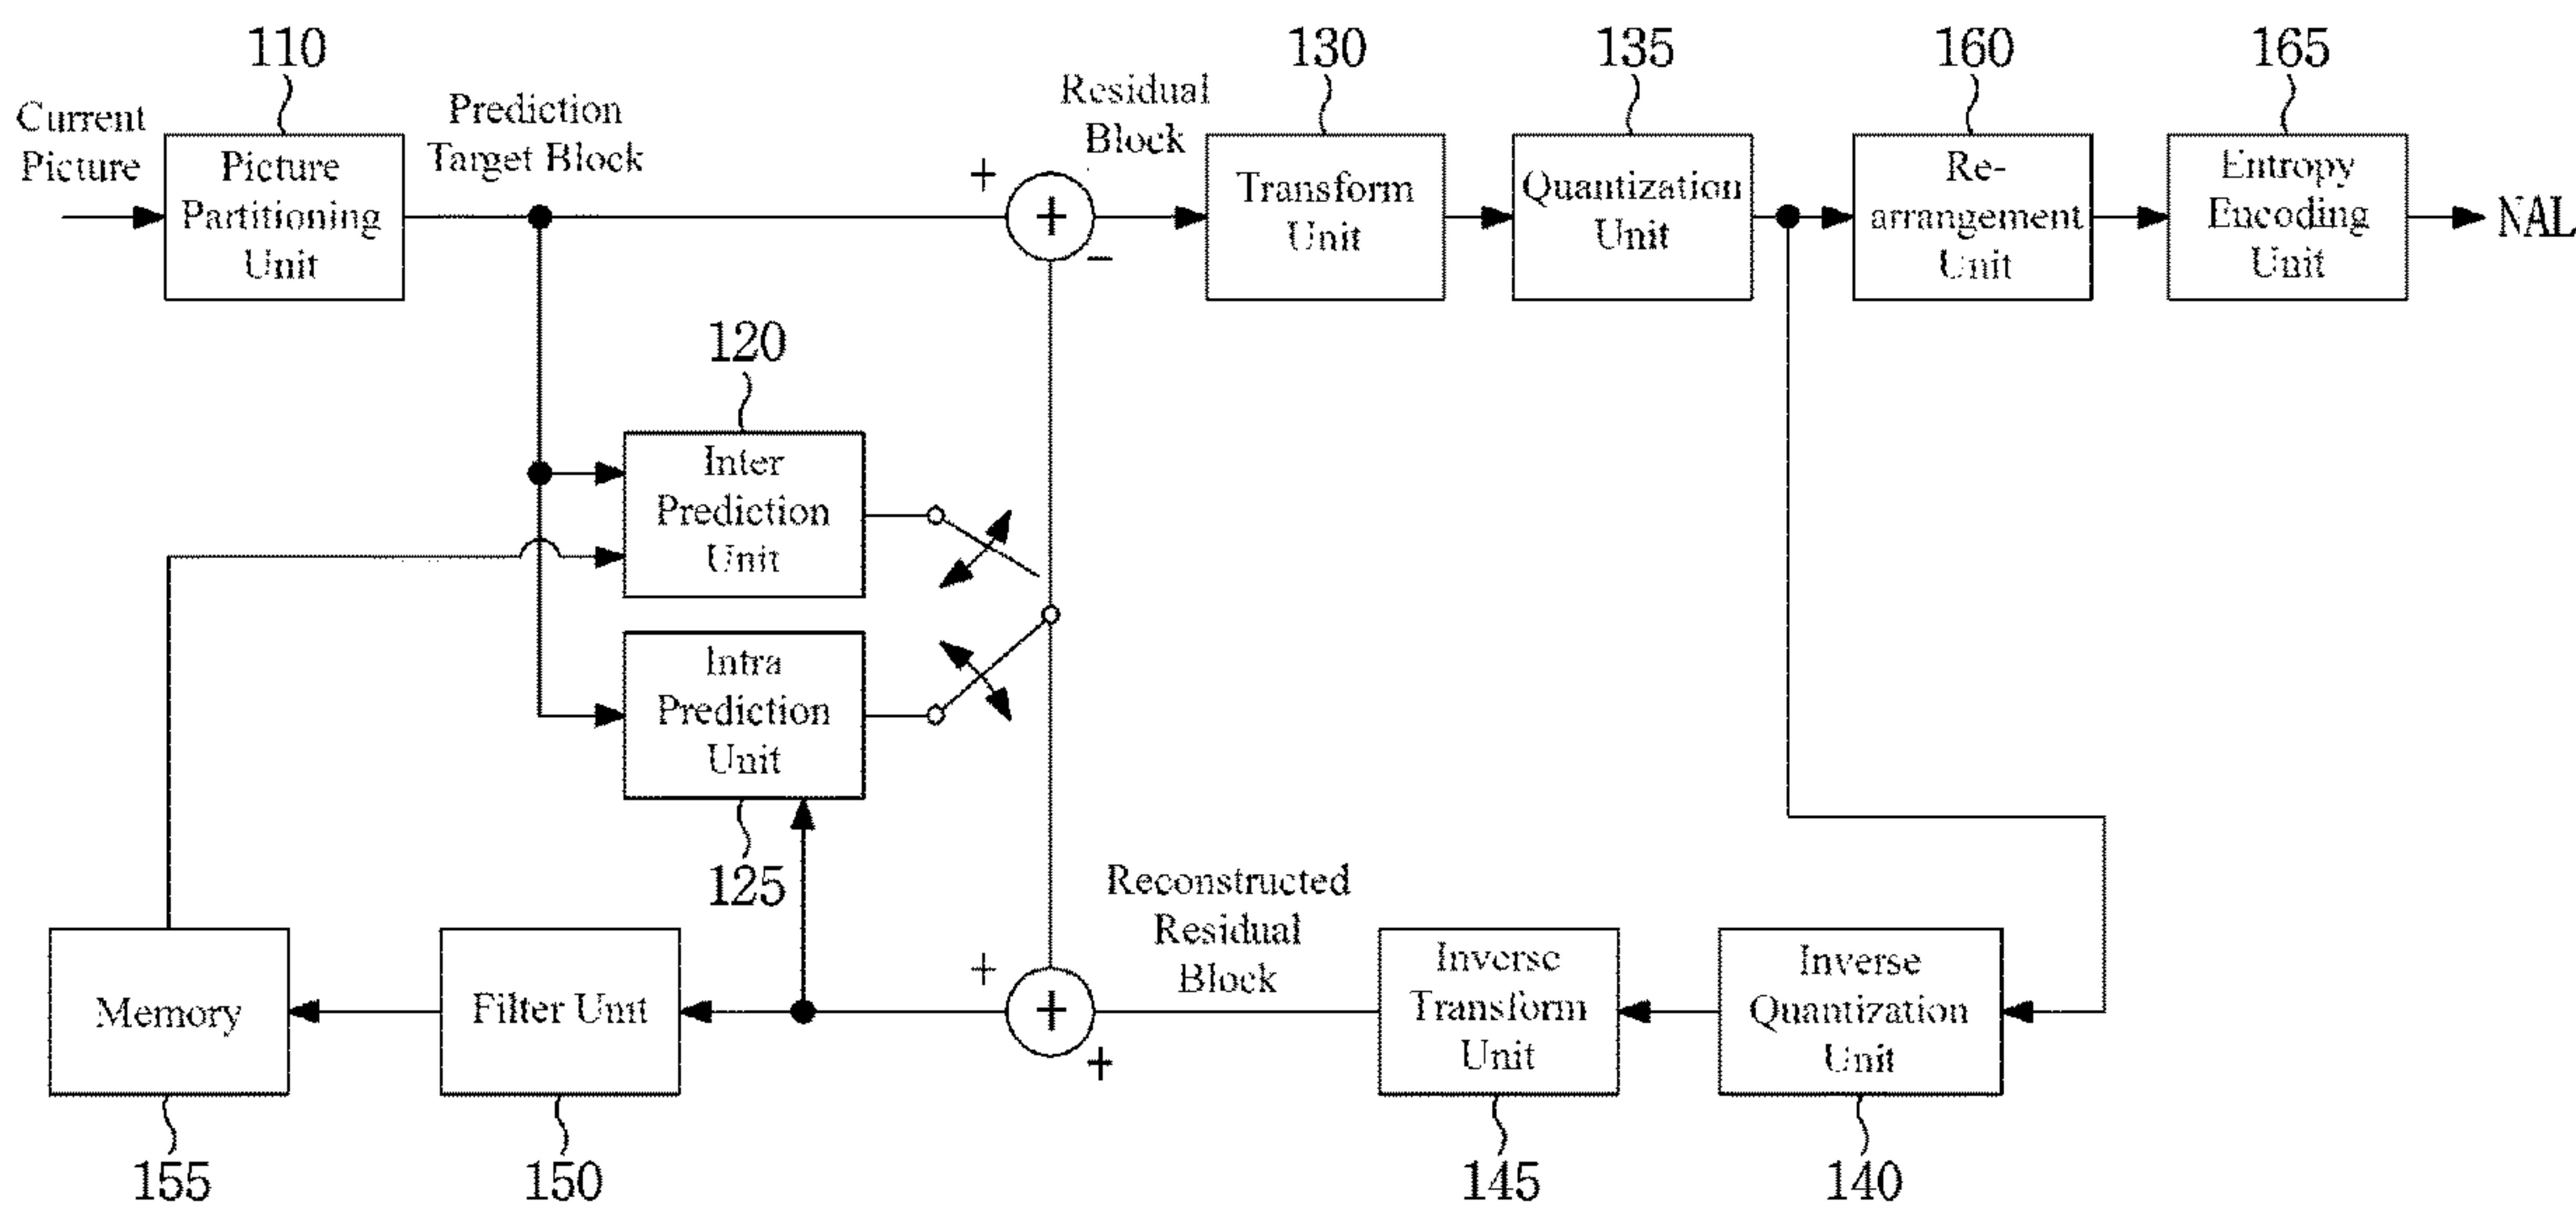 110
130
135
160
165
Current
Picture
Picture
Partitioning
Unit
Prediction
Target Block
Residual
Block
+
+
−
Transform
Unit
Quantization
Unit
Re-
arrangement
Unit
Entropy
Encoding
Unit
NAL
120
Inter
Prediction
Unit
Intra
Prediction
Unit
125
Memory
Filter Unit
+
+
+
Reconstructed
Residual
Block
Inverse
Transform
Unit
Inverse
Quantization
Unit
155
150
145
140